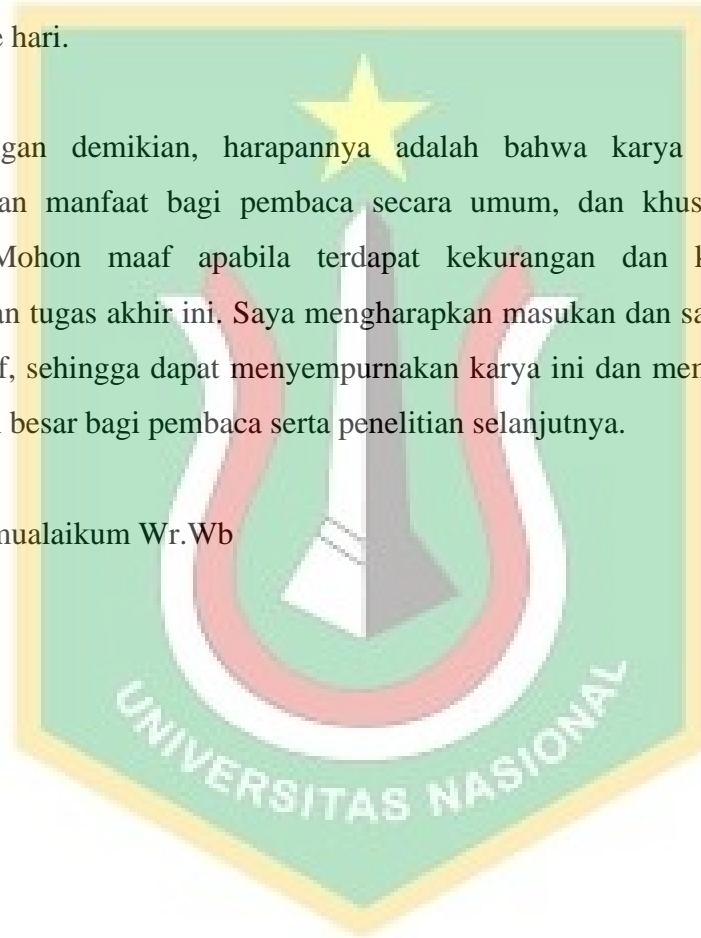 e hari.
gan demikian, harapannya adalah bahwa karya
an manfaat bagi pembaca secara umum, dan khus
Mohon maaf apabila terdapat kekurangan dan k
an tugas akhir ini. Saya mengharapkan masukan dan sa
f, sehingga dapat menyempurnakan karya ini dan men
besar bagi pembaca serta penelitian selanjutnya.
mualaikum Wr.Wb
UNIVERSITAS NASIONAL